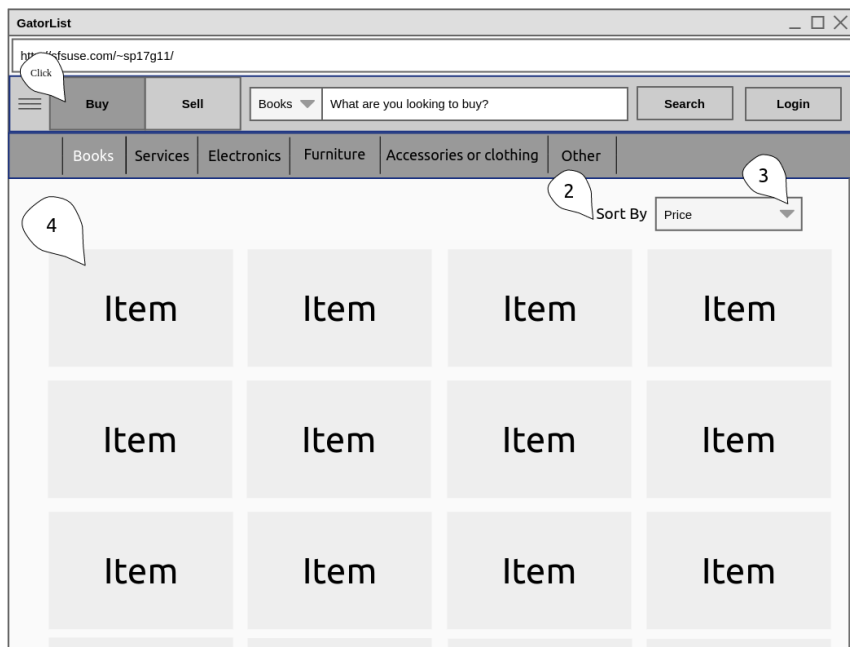 GatorList
sfsuse.com/~sp17g11/
Click
Buy Sell Books What are you looking to buy? Search Login
Books Services Electronics Furniture Accessories or clothing Other
2 3
Sort By Price
4
Item Item Item Item
Item Item Item Item
Item Item Item Item